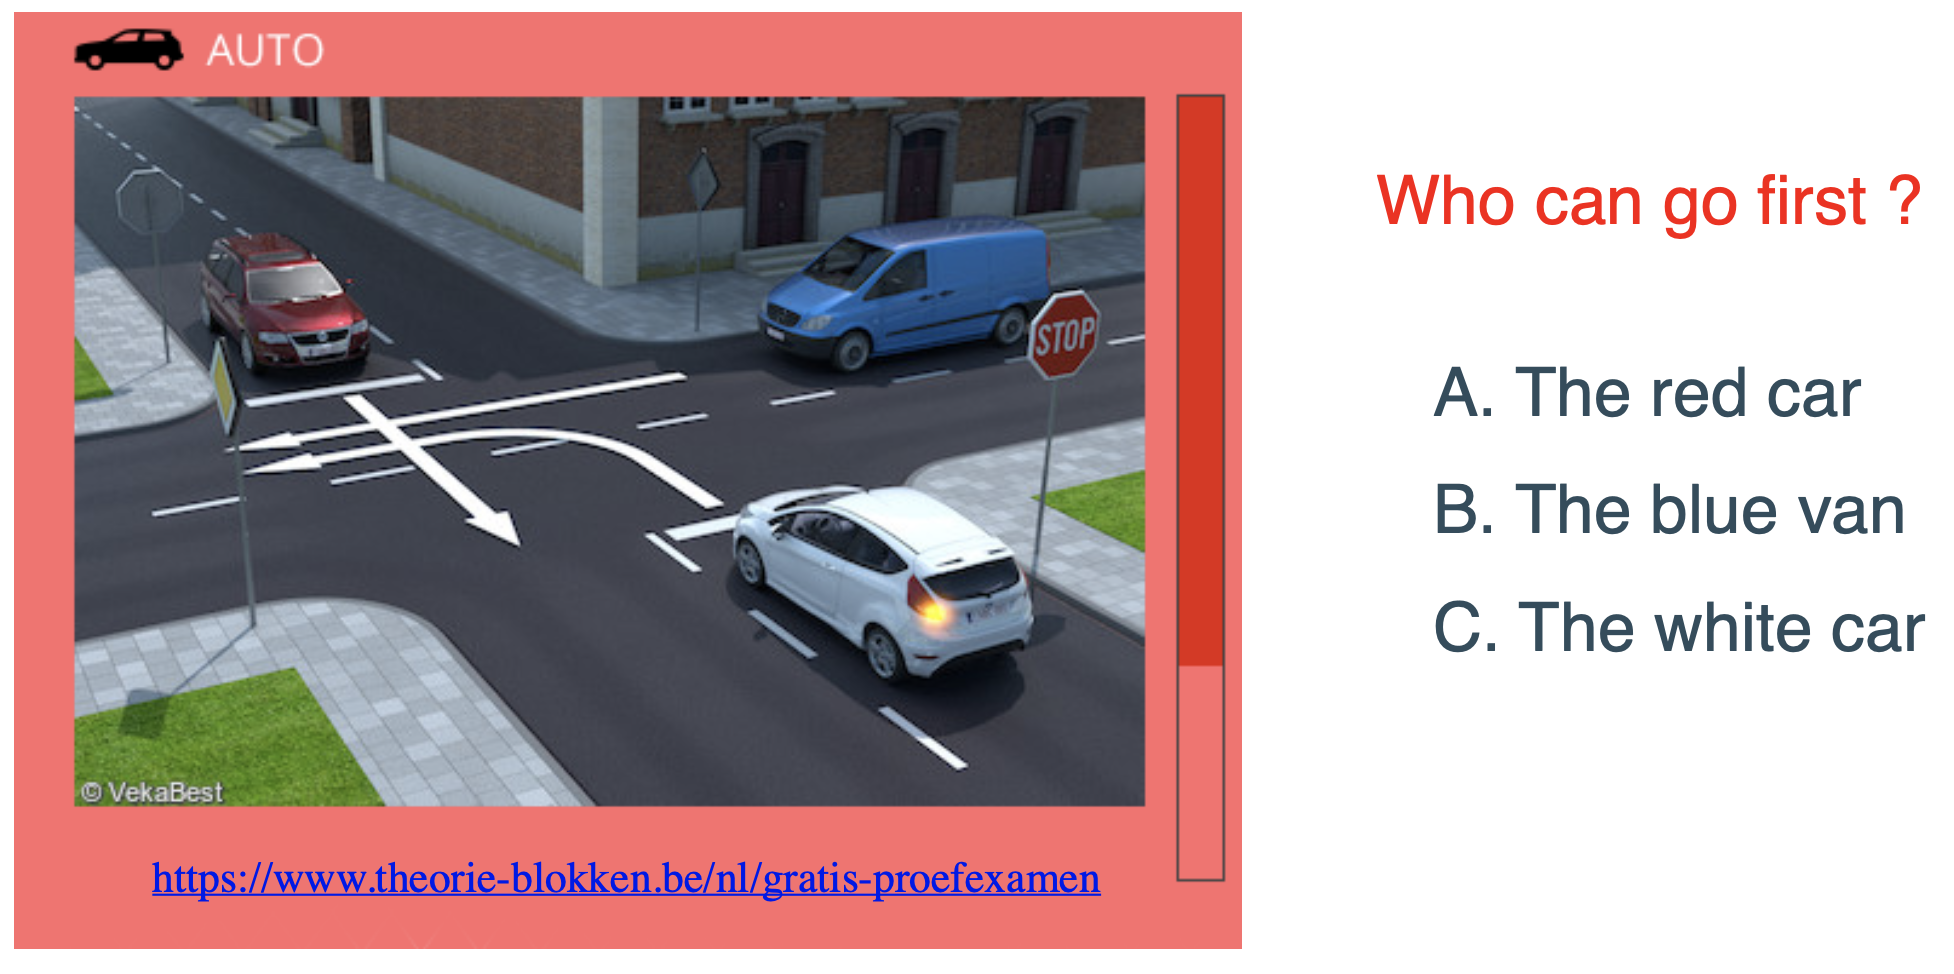 AUTO
STOP
© VekaBest
https://www.theorie-blokken.be/nl/gratis-proefexamen
Who can go first ?
A. The red car
B. The blue van
C. The white car